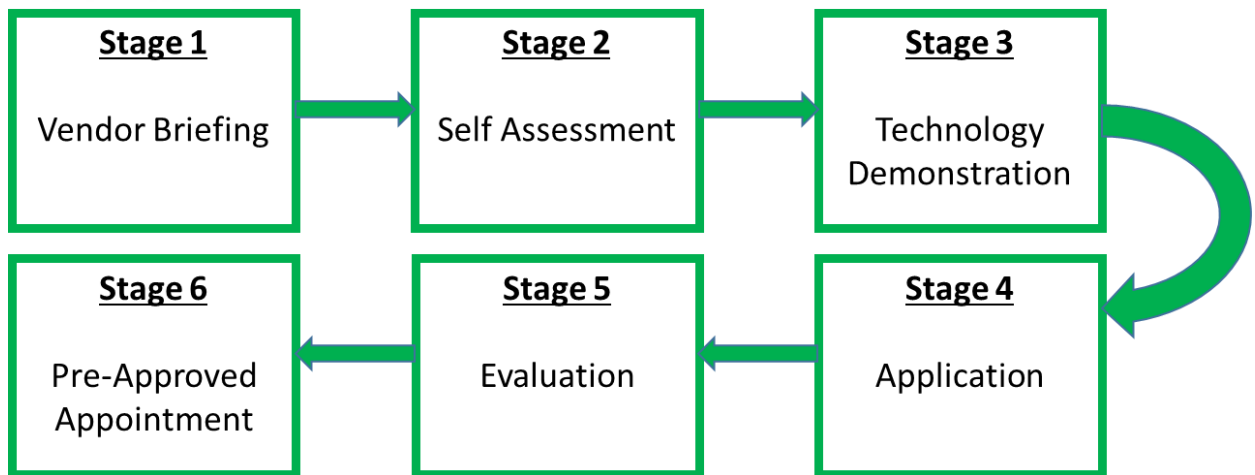 Stage 1
Vendor Briefing
Stage 2
Self Assessment
Stage 3
Technology
Demonstration
Stage 4
Application
Stage 5
Evaluation
Stage 6
Pre-Approved
Appointment